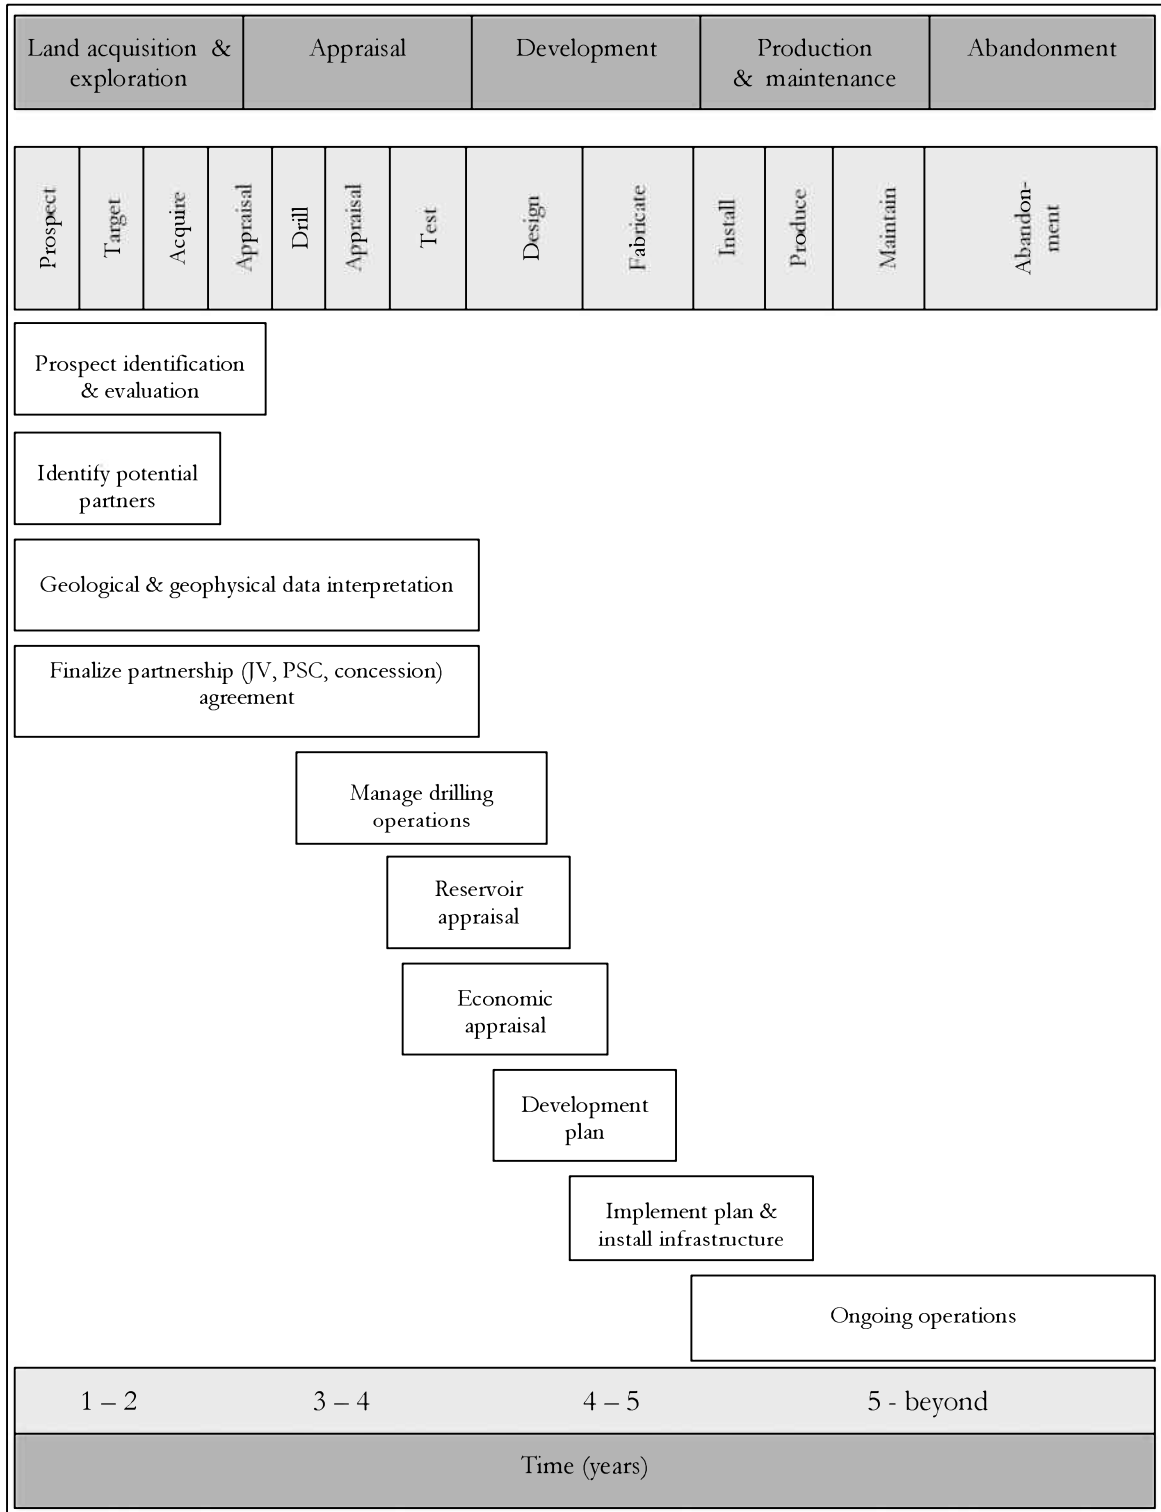 Land acquisition &
exploration
Appraisal
Development
Production
& maintenance
Abandonment
Prospect
Target
Acquire
Appraisal
Drill
Appraisal
Test
Design
Fabricate
Install
Produce
Maintain
Abandon-
ment
Prospect identification
& evaluation
Identify potential
partners
Geological & geophysical data interpretation
Finalize partnership (JV, PSC, concession)
agreement
Manage drilling
operations
Reservoir
appraisal
Economic
appraisal
Development
plan
Implement plan &
install infrastructure
Ongoing operations
1 – 2
3 – 4
4 – 5
5 - beyond
Time (years)